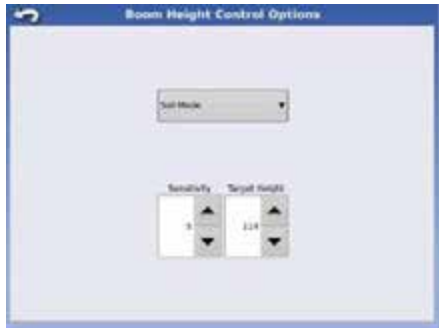 Boom Height Control Options
Soil Mode
Sensitivity Target Height
5 114